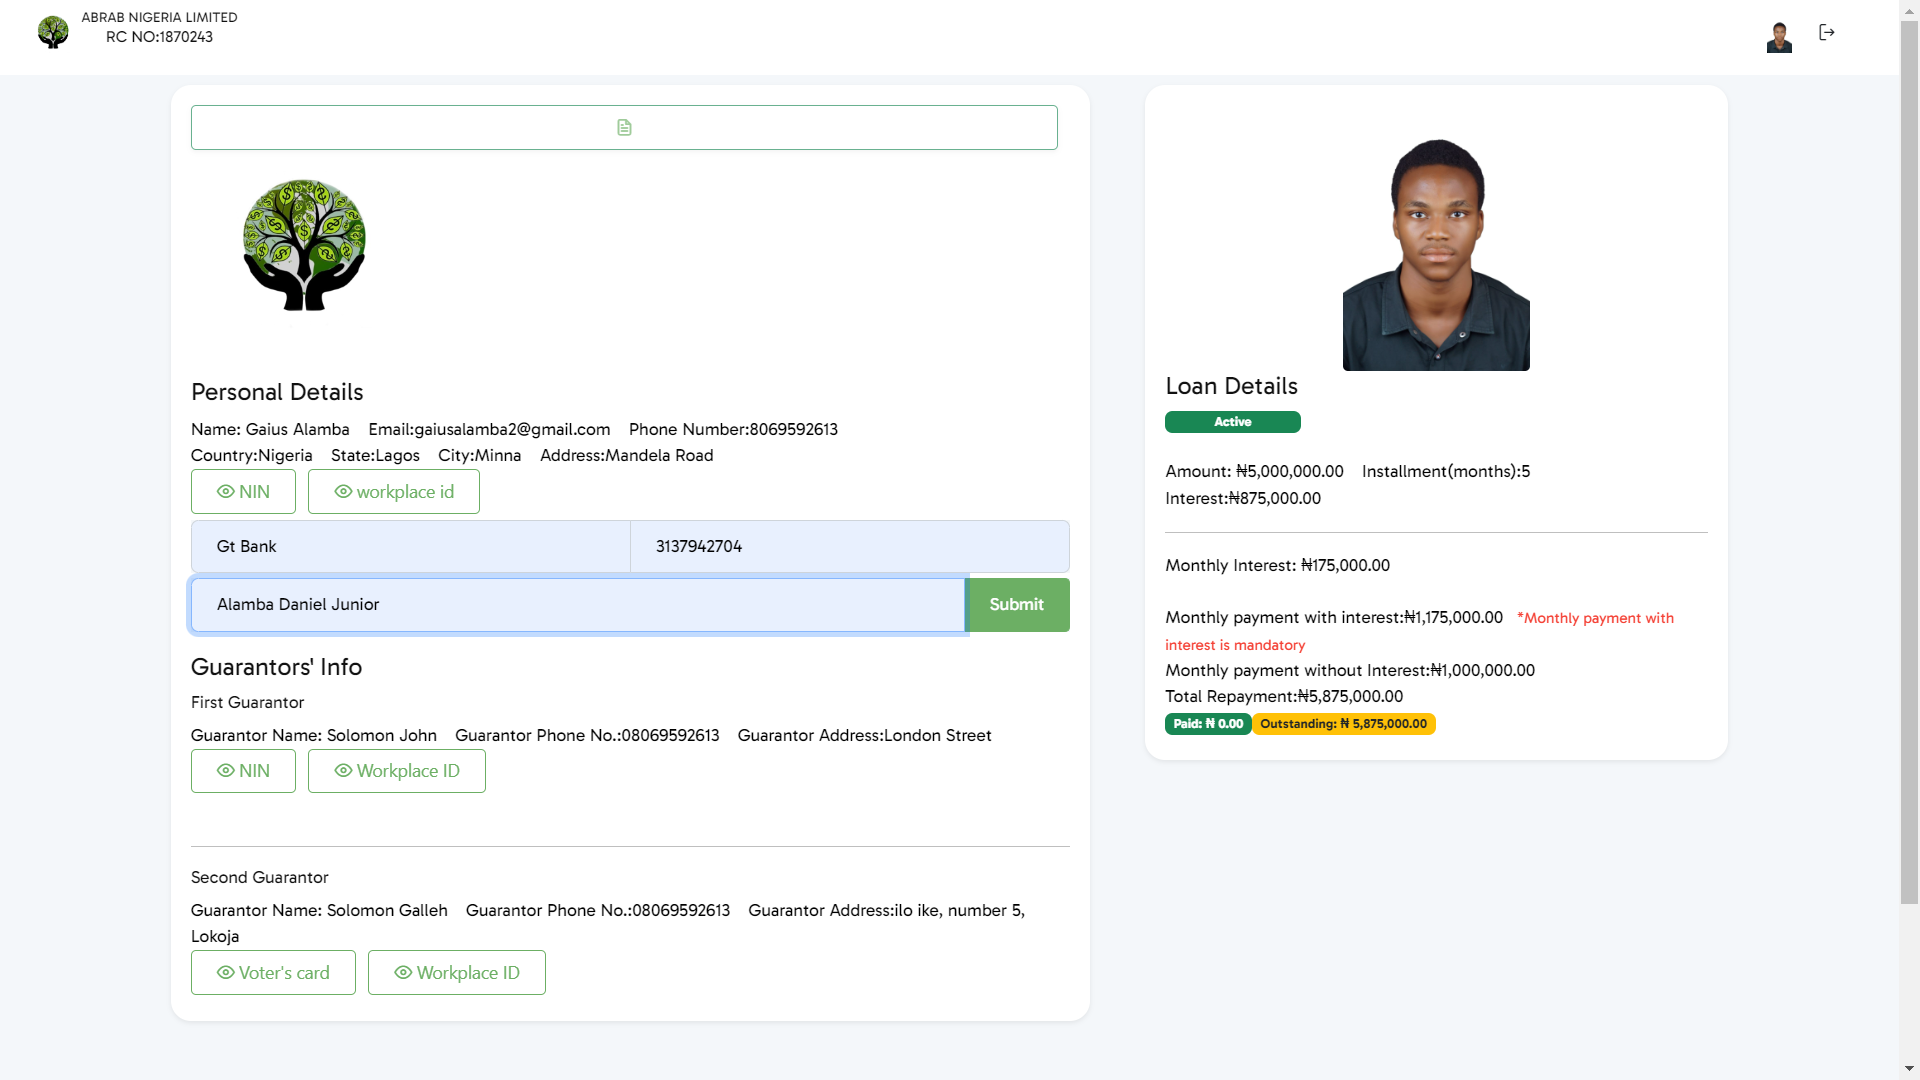 ABRAB NIGERIA LIMITED
RC NO:1870243
Personal Details
Name: Gaius Alamba Email:gaiusalamba2@gmail.com Phone Number:8069592613
Country:Nigeria State:Lagos City:Minna Address:Mandela Road
NIN
workplace id
Gt Bank
3137942704
Alamba Daniel Junior
Submit
Guarantors' Info
First Guarantor
Guarantor Name: Solomon John Guarantor Phone No.:08069592613 Guarantor Address:London Street
NIN
Workplace ID
Second Guarantor
Guarantor Name: Solomon Galleh Guarantor Phone No.:08069592613 Guarantor Address:ilo ike, number 5,
Lokoja
Voter's card
Workplace ID
Loan Details
Active
Amount: ₦5,000,000.00 Installment(months):5
Interest:₦875,000.00
Monthly Interest: ₦175,000.00
Monthly payment with interest:₦1,175,000.00 *Monthly payment with
interest is mandatory
Monthly payment without Interest:₦1,000,000.00
Total Repayment:₦5,875,000.00
Paid: ₦ 0.00
Outstanding: ₦ 5,875,000.00